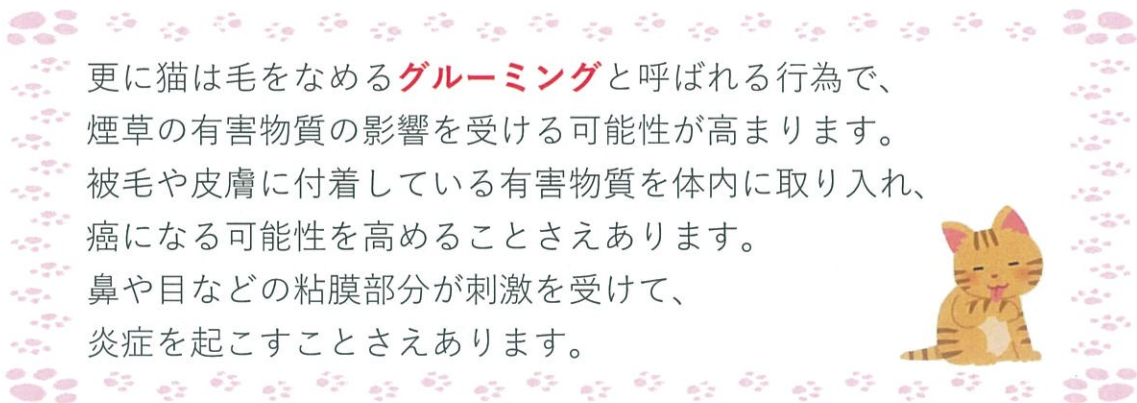 更に猫は毛をなめるグルーミングと呼ばれる行為で、
煙草の有害物質の影響を受ける可能性が高まります。
被毛や皮膚に付着している有害物質を体内に取り入れ、
癌になる可能性を高めることさえあります。
鼻や目などの粘膜部分が刺激を受けて、
炎症を起こすことさえあります。